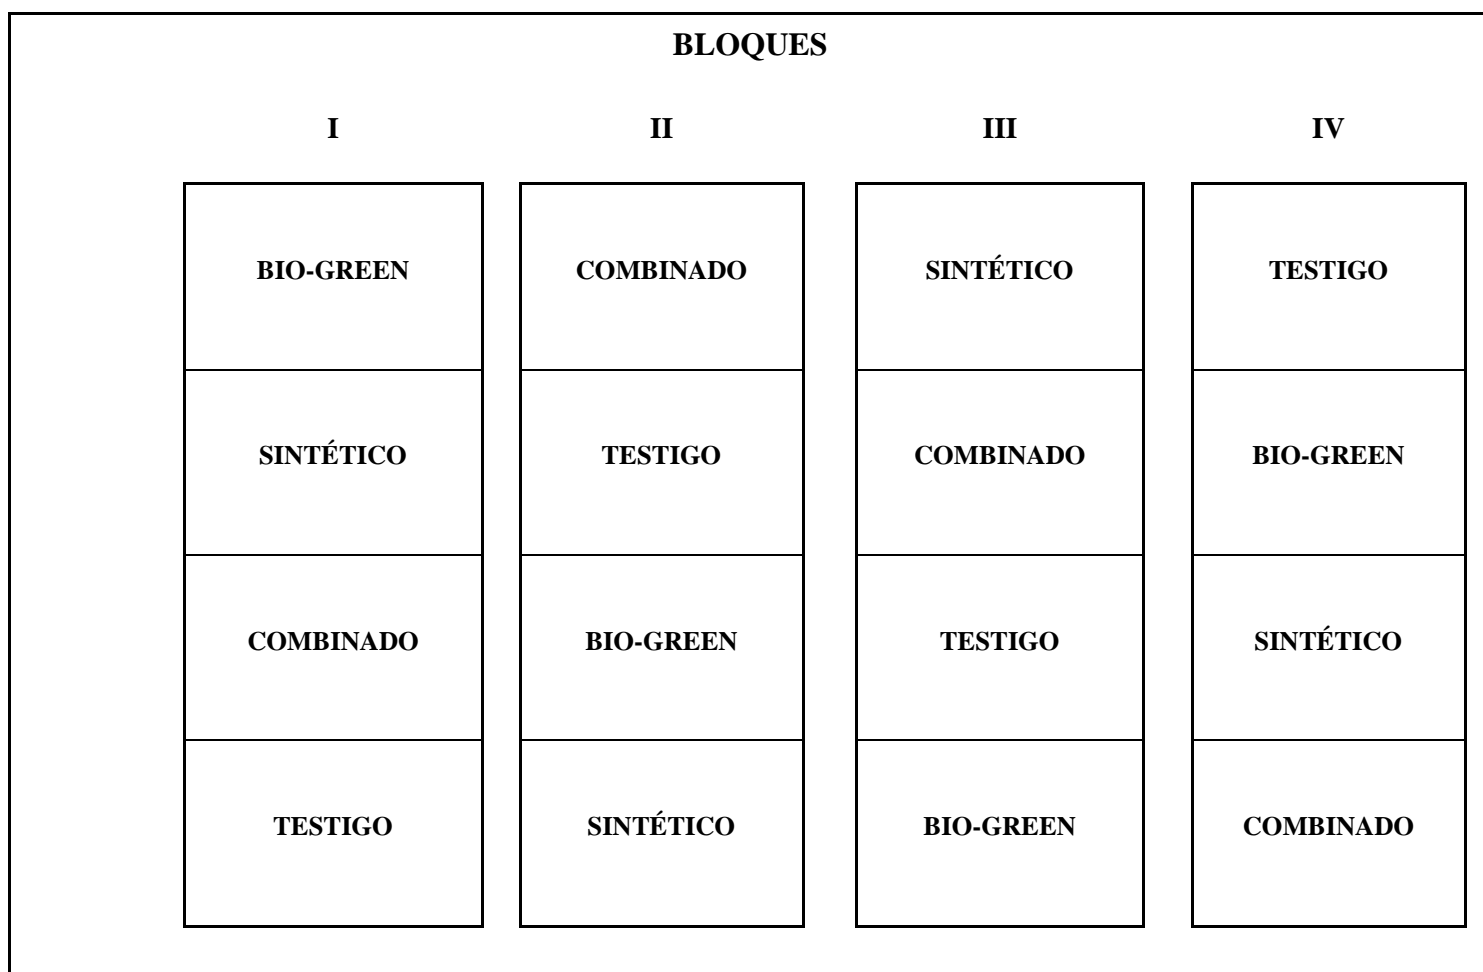 BLOQUES
I II III IV
BIO-GREEN COMBINADO SINTÉTICO TESTIGO
SINTÉTICO TESTIGO COMBINADO BIO-GREEN
COMBINADO BIO-GREEN TESTIGO SINTÉTICO
TESTIGO SINTÉTICO BIO-GREEN COMBINADO